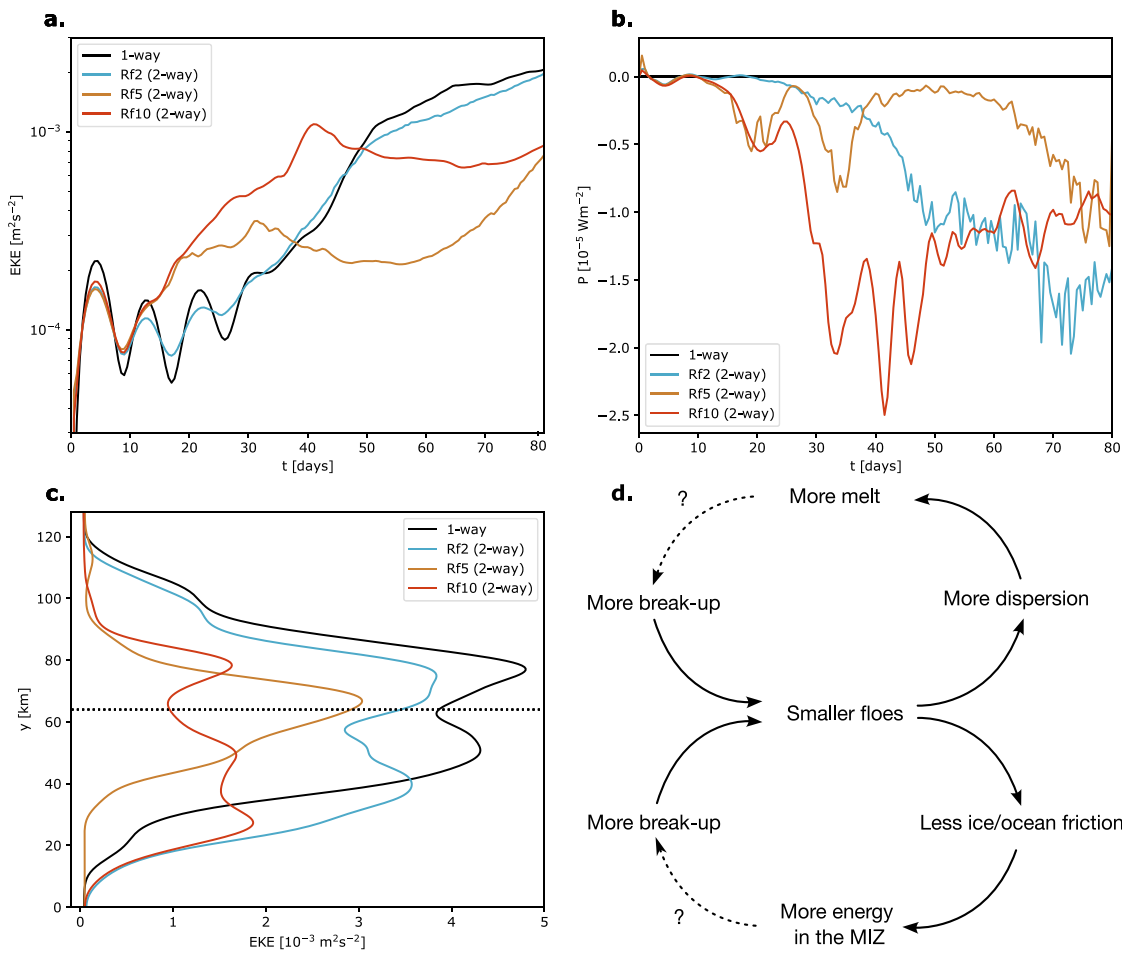 a.
1-way
Rf2 (2-way)
Rf5 (2-way)
Rf10 (2-way)
EKE [m²s⁻²]
10⁻³
10⁻⁴
0 10 20 30 40 50 60 70 80
t [days]
b.
P [10⁻⁵ Wm⁻²]
0.0
−0.5
−1.0
−1.5
−2.0
−2.5
1-way
Rf2 (2-way)
Rf5 (2-way)
Rf10 (2-way)
0 10 20 30 40 50 60 70 80
t [days]
c.
1-way
Rf2 (2-way)
Rf5 (2-way)
Rf10 (2-way)
y [km]
120
100
80
60
40
20
0
0 1 2 3 4 5
EKE [10⁻³ m²s⁻²]
d.
More melt
?
More break-up
More dispersion
Smaller floes
More break-up
Less ice/ocean friction
?
More energy
in the MIZ